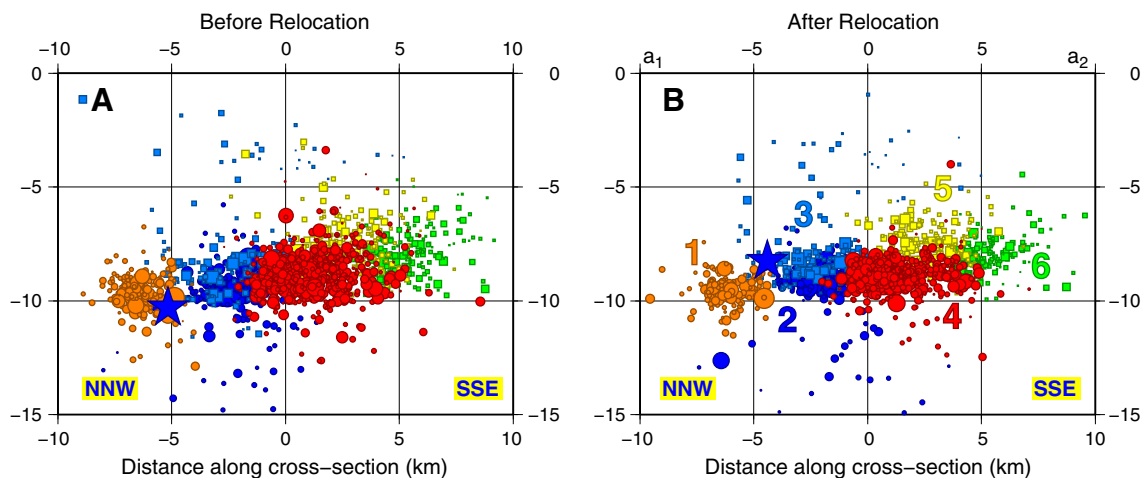 Before Relocation
−10 −5 0 5 10
0 0
A
−5 −5
−10 −10
NNW SSE
−15 −15
−10 −5 0 5 10
Distance along cross−section (km)
After Relocation
−10 −5 0 5 10
a1 a2
0 0
B
−5 −5
5
3
1
6
−10 −10
2 4
NNW SSE
−15 −15
−10 −5 0 5 10
Distance along cross−section (km)